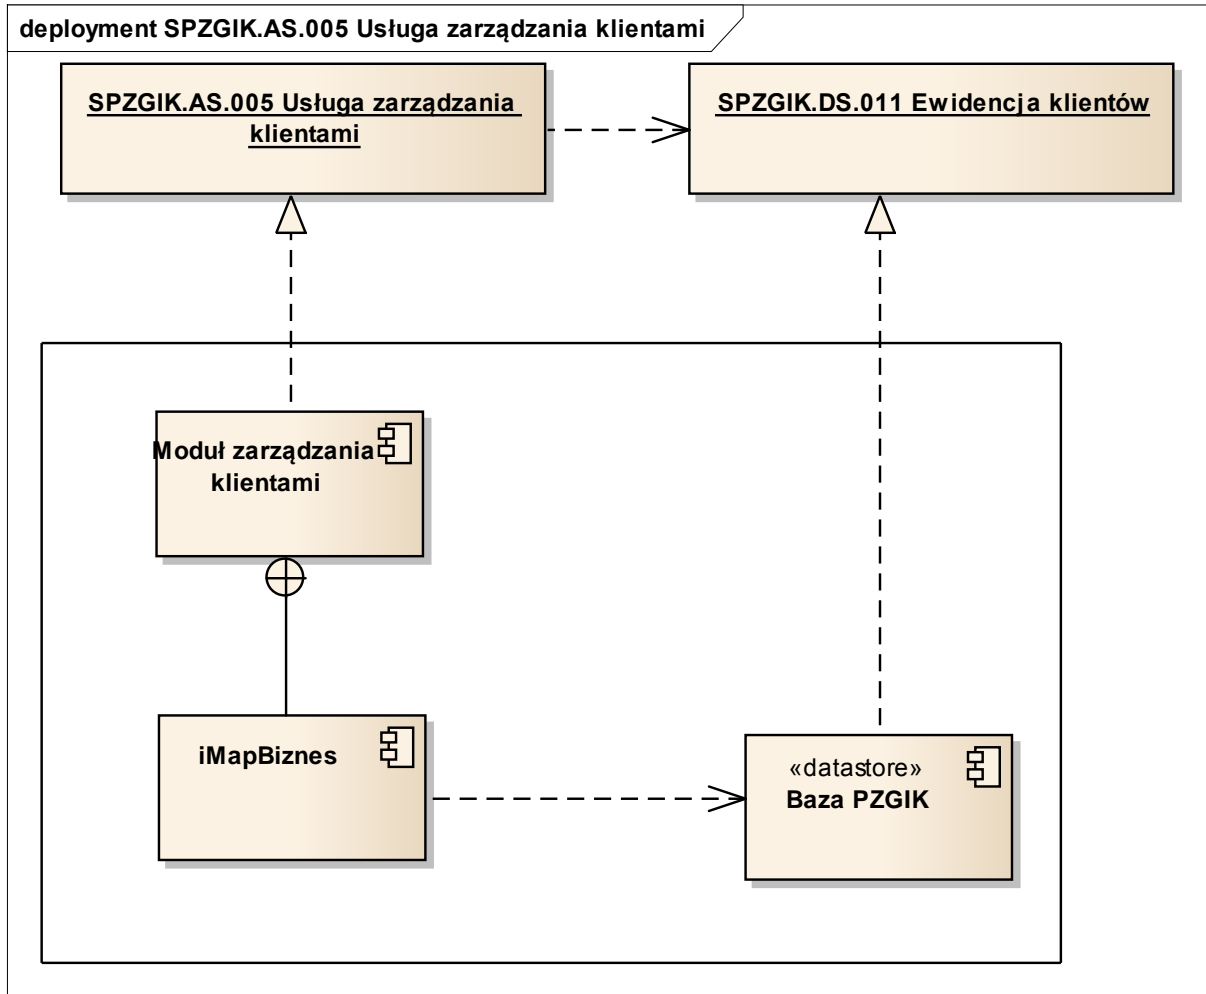 deployment SPZGIK.AS.005 Usługa zarządzania klientami
SPZGIK.AS.005 Usługa zarządzania
klientami
SPZGIK.DS.011 Ewidencja klientów
Moduł zarządzania
klientami
iMapBiznes
«datastore»
Baza PZGIK